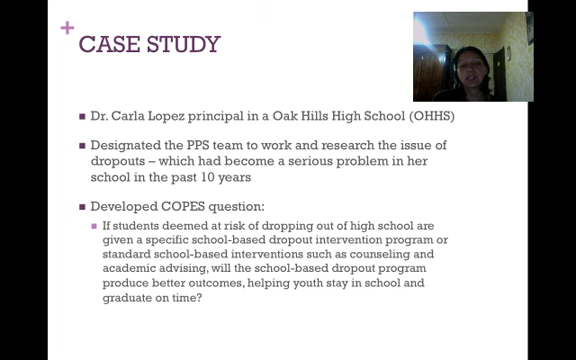 +
CASE STUDY
Dr. Carla Lopez principal in a Oak Hills High School (OHHS)
Designated the PPS team to work and research the issue of
dropouts – which had become a serious problem in her
school in the past 10 years
Developed COPES question:
If students deemed at risk of dropping out of high school are
given a specific school-based dropout intervention program or
standard school-based interventions such as counseling and
academic advising, will the school-based dropout program
produce better outcomes, helping youth stay in school and
graduate on time?